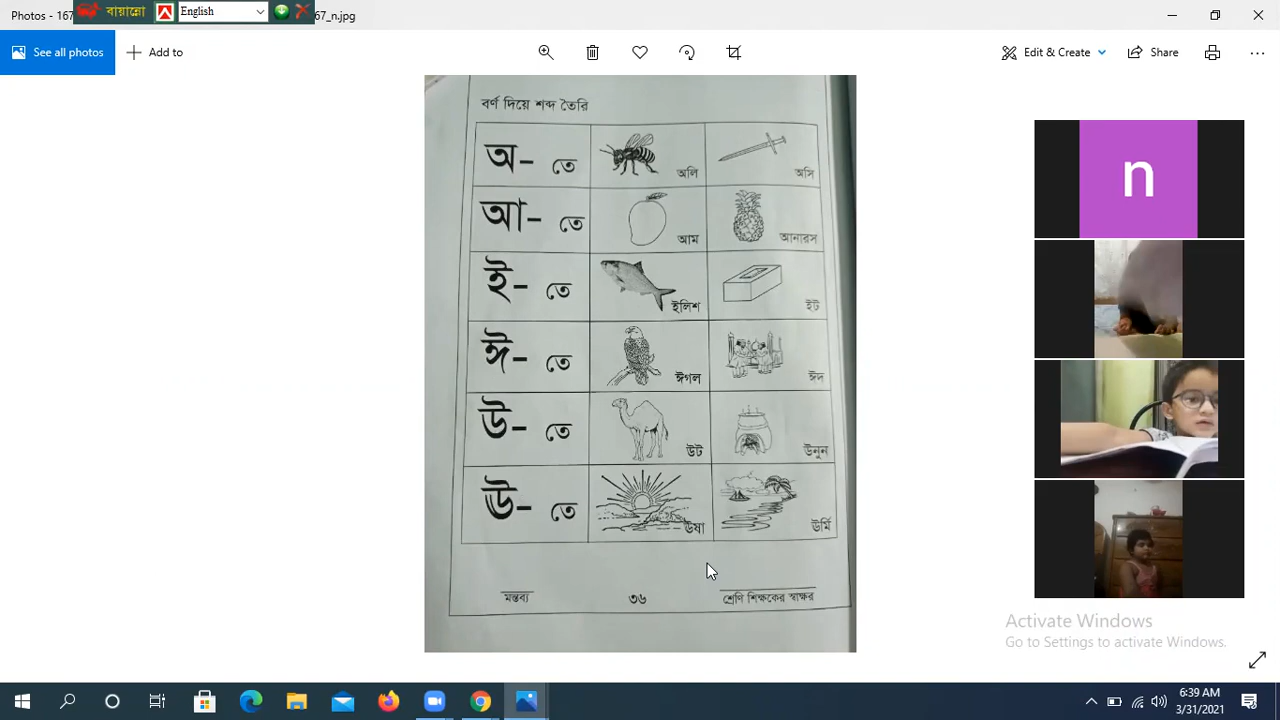 Photos - 167_n.jpg
বায়ান্নো English
See all photos
Add to
Edit & Create
Share
বর্ণ দিয়ে শব্দ তৈরি
অ- তে অলি অসি
আ- তে আম আনারস
ই- তে ইলিশ ইট
ঈ- তে ঈগল ঈদ
উ- তে উট উনুন
ঊ- তে ঊষা ঊর্মি
মন্তব্য ৩৬ শ্রেণি শিক্ষকের স্বাক্ষর
n
Activate Windows
Go to Settings to activate Windows.
6:39 AM
3/31/2021